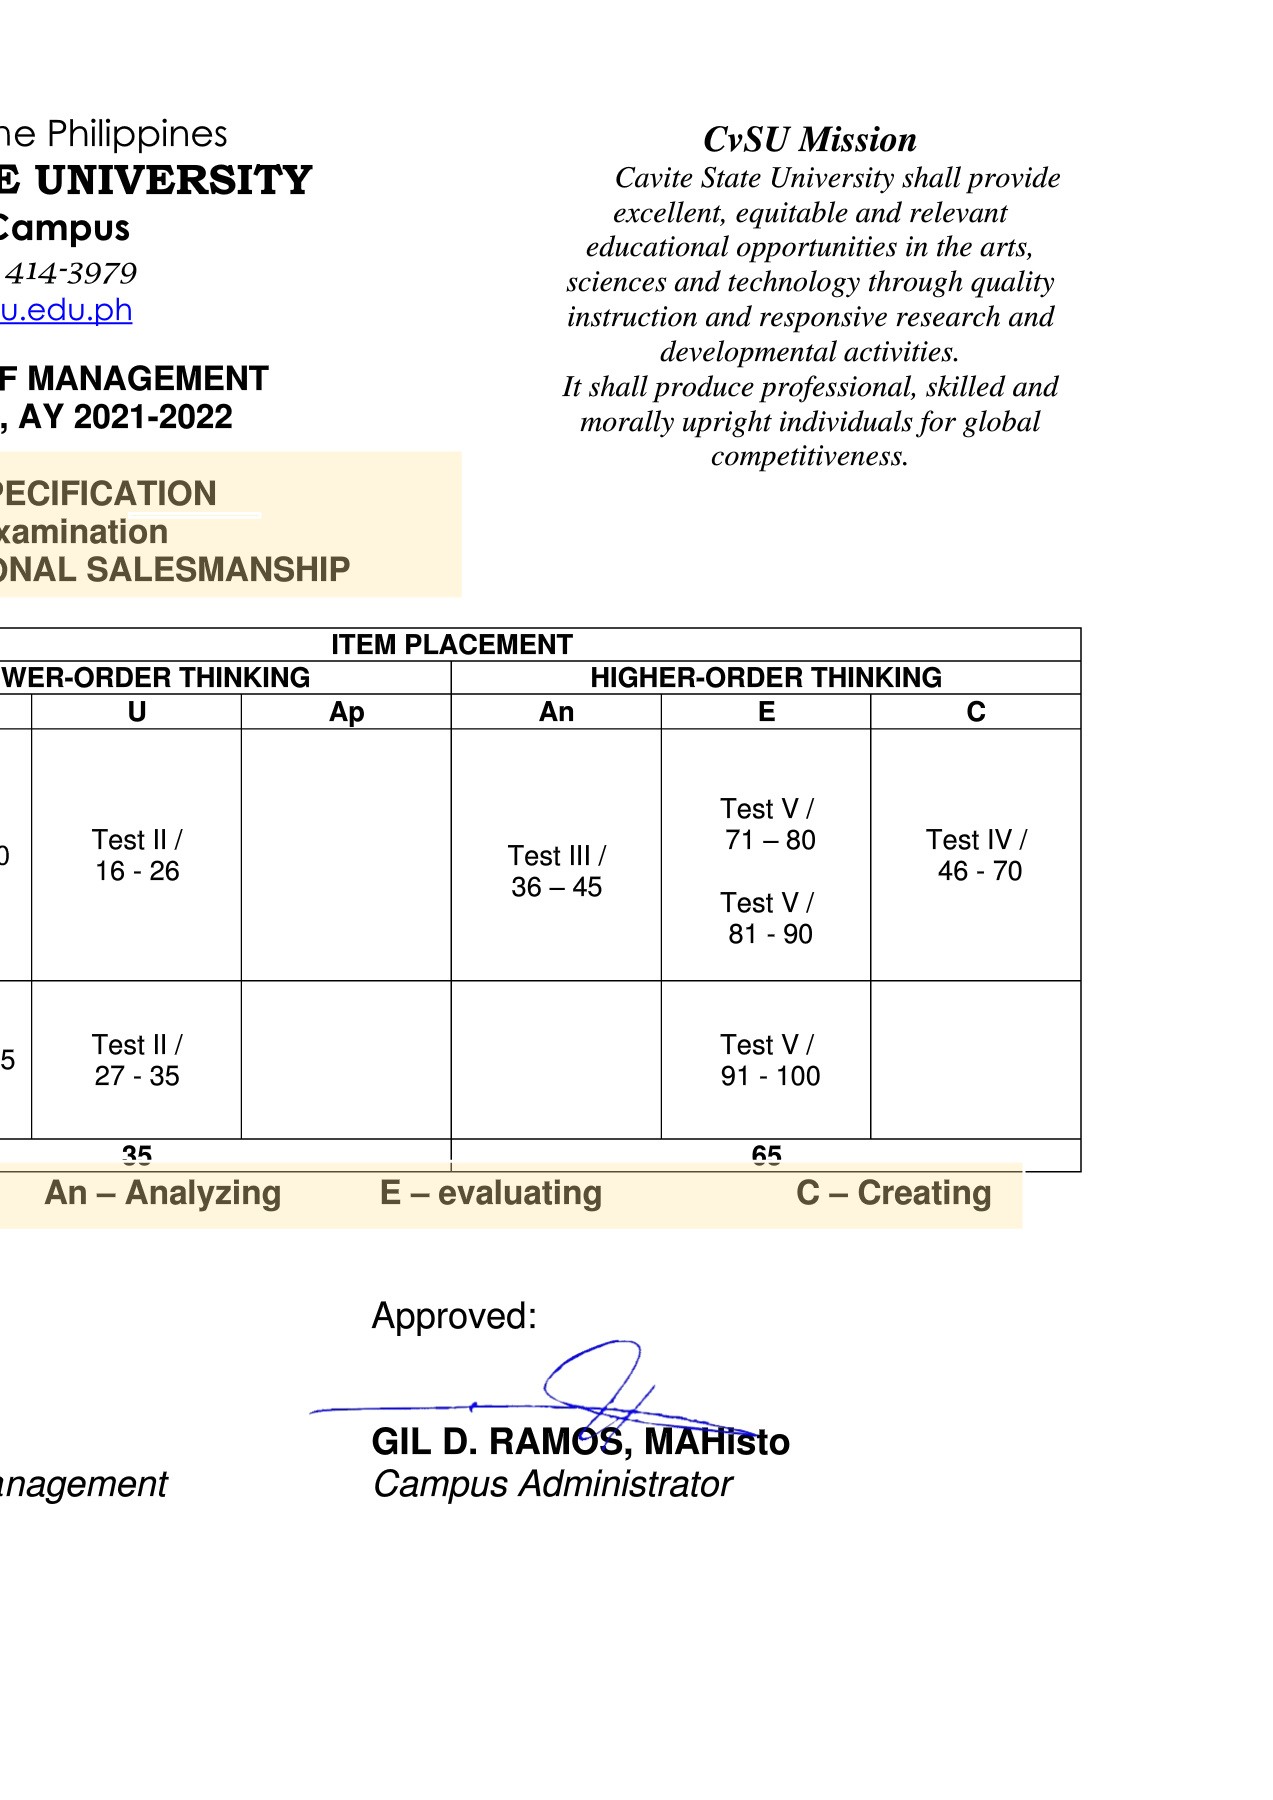 ne Philippines
E UNIVERSITY
Campus
414-3979
u.edu.ph
F MANAGEMENT
, AY 2021-2022
PECIFICATION
xamination
ONAL SALESMANSHIP
CvSU Mission
Cavite State University shall provide
excellent, equitable and relevant
educational opportunities in the arts,
sciences and technology through quality
instruction and responsive research and
developmental activities.
It shall produce professional, skilled and
morally upright individuals for global
competitiveness.
ITEM PLACEMENT
WER-ORDER THINKING HIGHER-ORDER THINKING
U Ap An E C
0
Test II /
16 - 26
Test III /
36 – 45
Test V /
71 – 80
Test V /
81 - 90
Test IV /
46 - 70
5
Test II /
27 - 35
Test V /
91 - 100
35 65
An – Analyzing E – evaluating C – Creating
Approved:
GIL D. RAMOS, MAHisto
anagement Campus Administrator